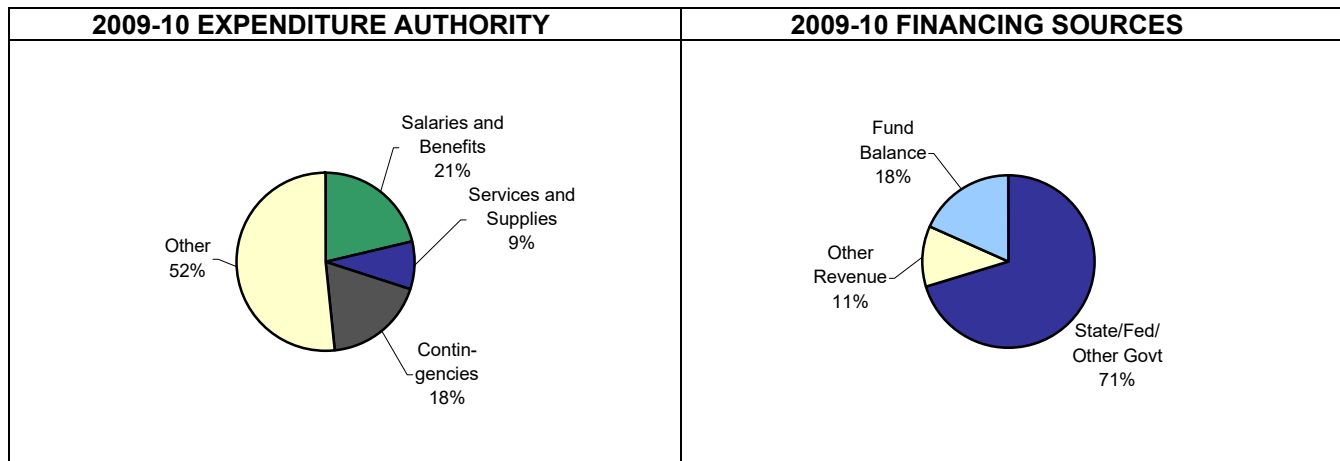 2009-10 EXPENDITURE AUTHORITY
Salaries and
Benefits
21%
Services and
Supplies
9%
Contin-
gencies
18%
Other
52%
2009-10 FINANCING SOURCES
Fund
Balance
18%
Other
Revenue
11%
State/Fed/
Other Govt
71%